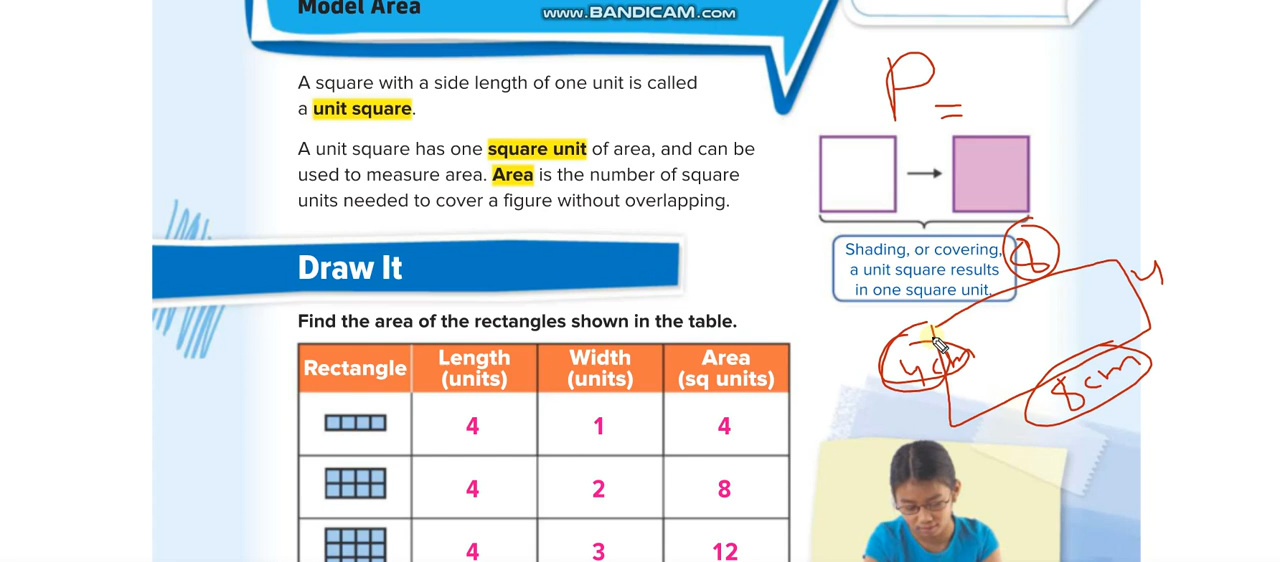 Model Area
www.BANDICAM.com
P =
A square with a side length of one unit is called
a unit square.
A unit square has one square unit of area, and can be
used to measure area. Area is the number of square
units needed to cover a figure without overlapping.
Shading, or covering,
a unit square results
in one square unit.
8
4
4 cm
8 cm
Draw It
Find the area of the rectangles shown in the table.
Rectangle Length (units) Width (units) Area (sq units)
4 1 4
4 2 8
4 3 12